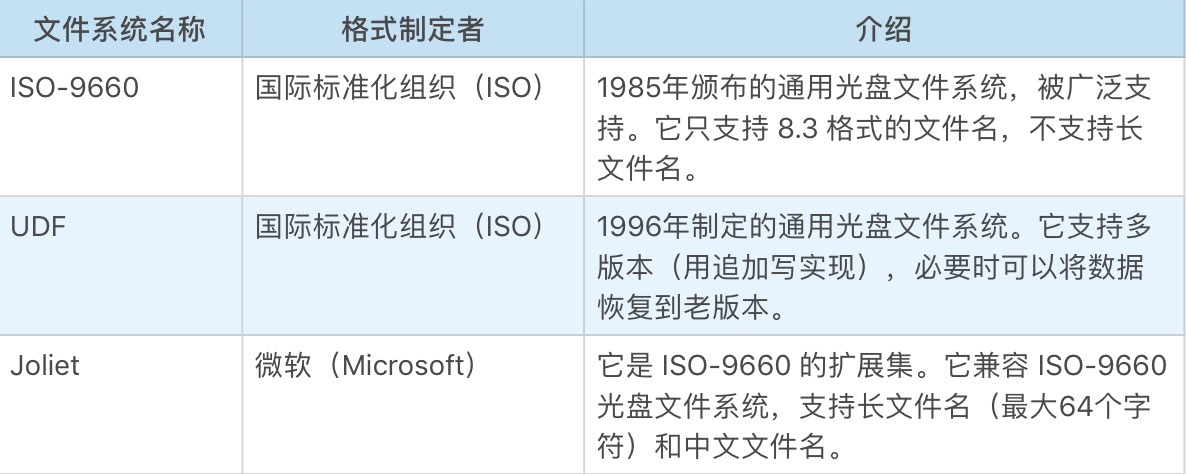 文件系统名称 格式制定者 介绍
ISO-9660 国际标准化组织（ISO） 1985年颁布的通用光盘文件系统，被广泛支
持。它只支持 8.3 格式的文件名，不支持长
文件名。
UDF 国际标准化组织（ISO） 1996年制定的通用光盘文件系统。它支持多
版本（用追加写实现），必要时可以将数据
恢复到老版本。
Joliet 微软（Microsoft） 它是 ISO-9660 的扩展集。它兼容 ISO-9660
光盘文件系统，支持长文件名（最大64个字
符）和中文文件名。